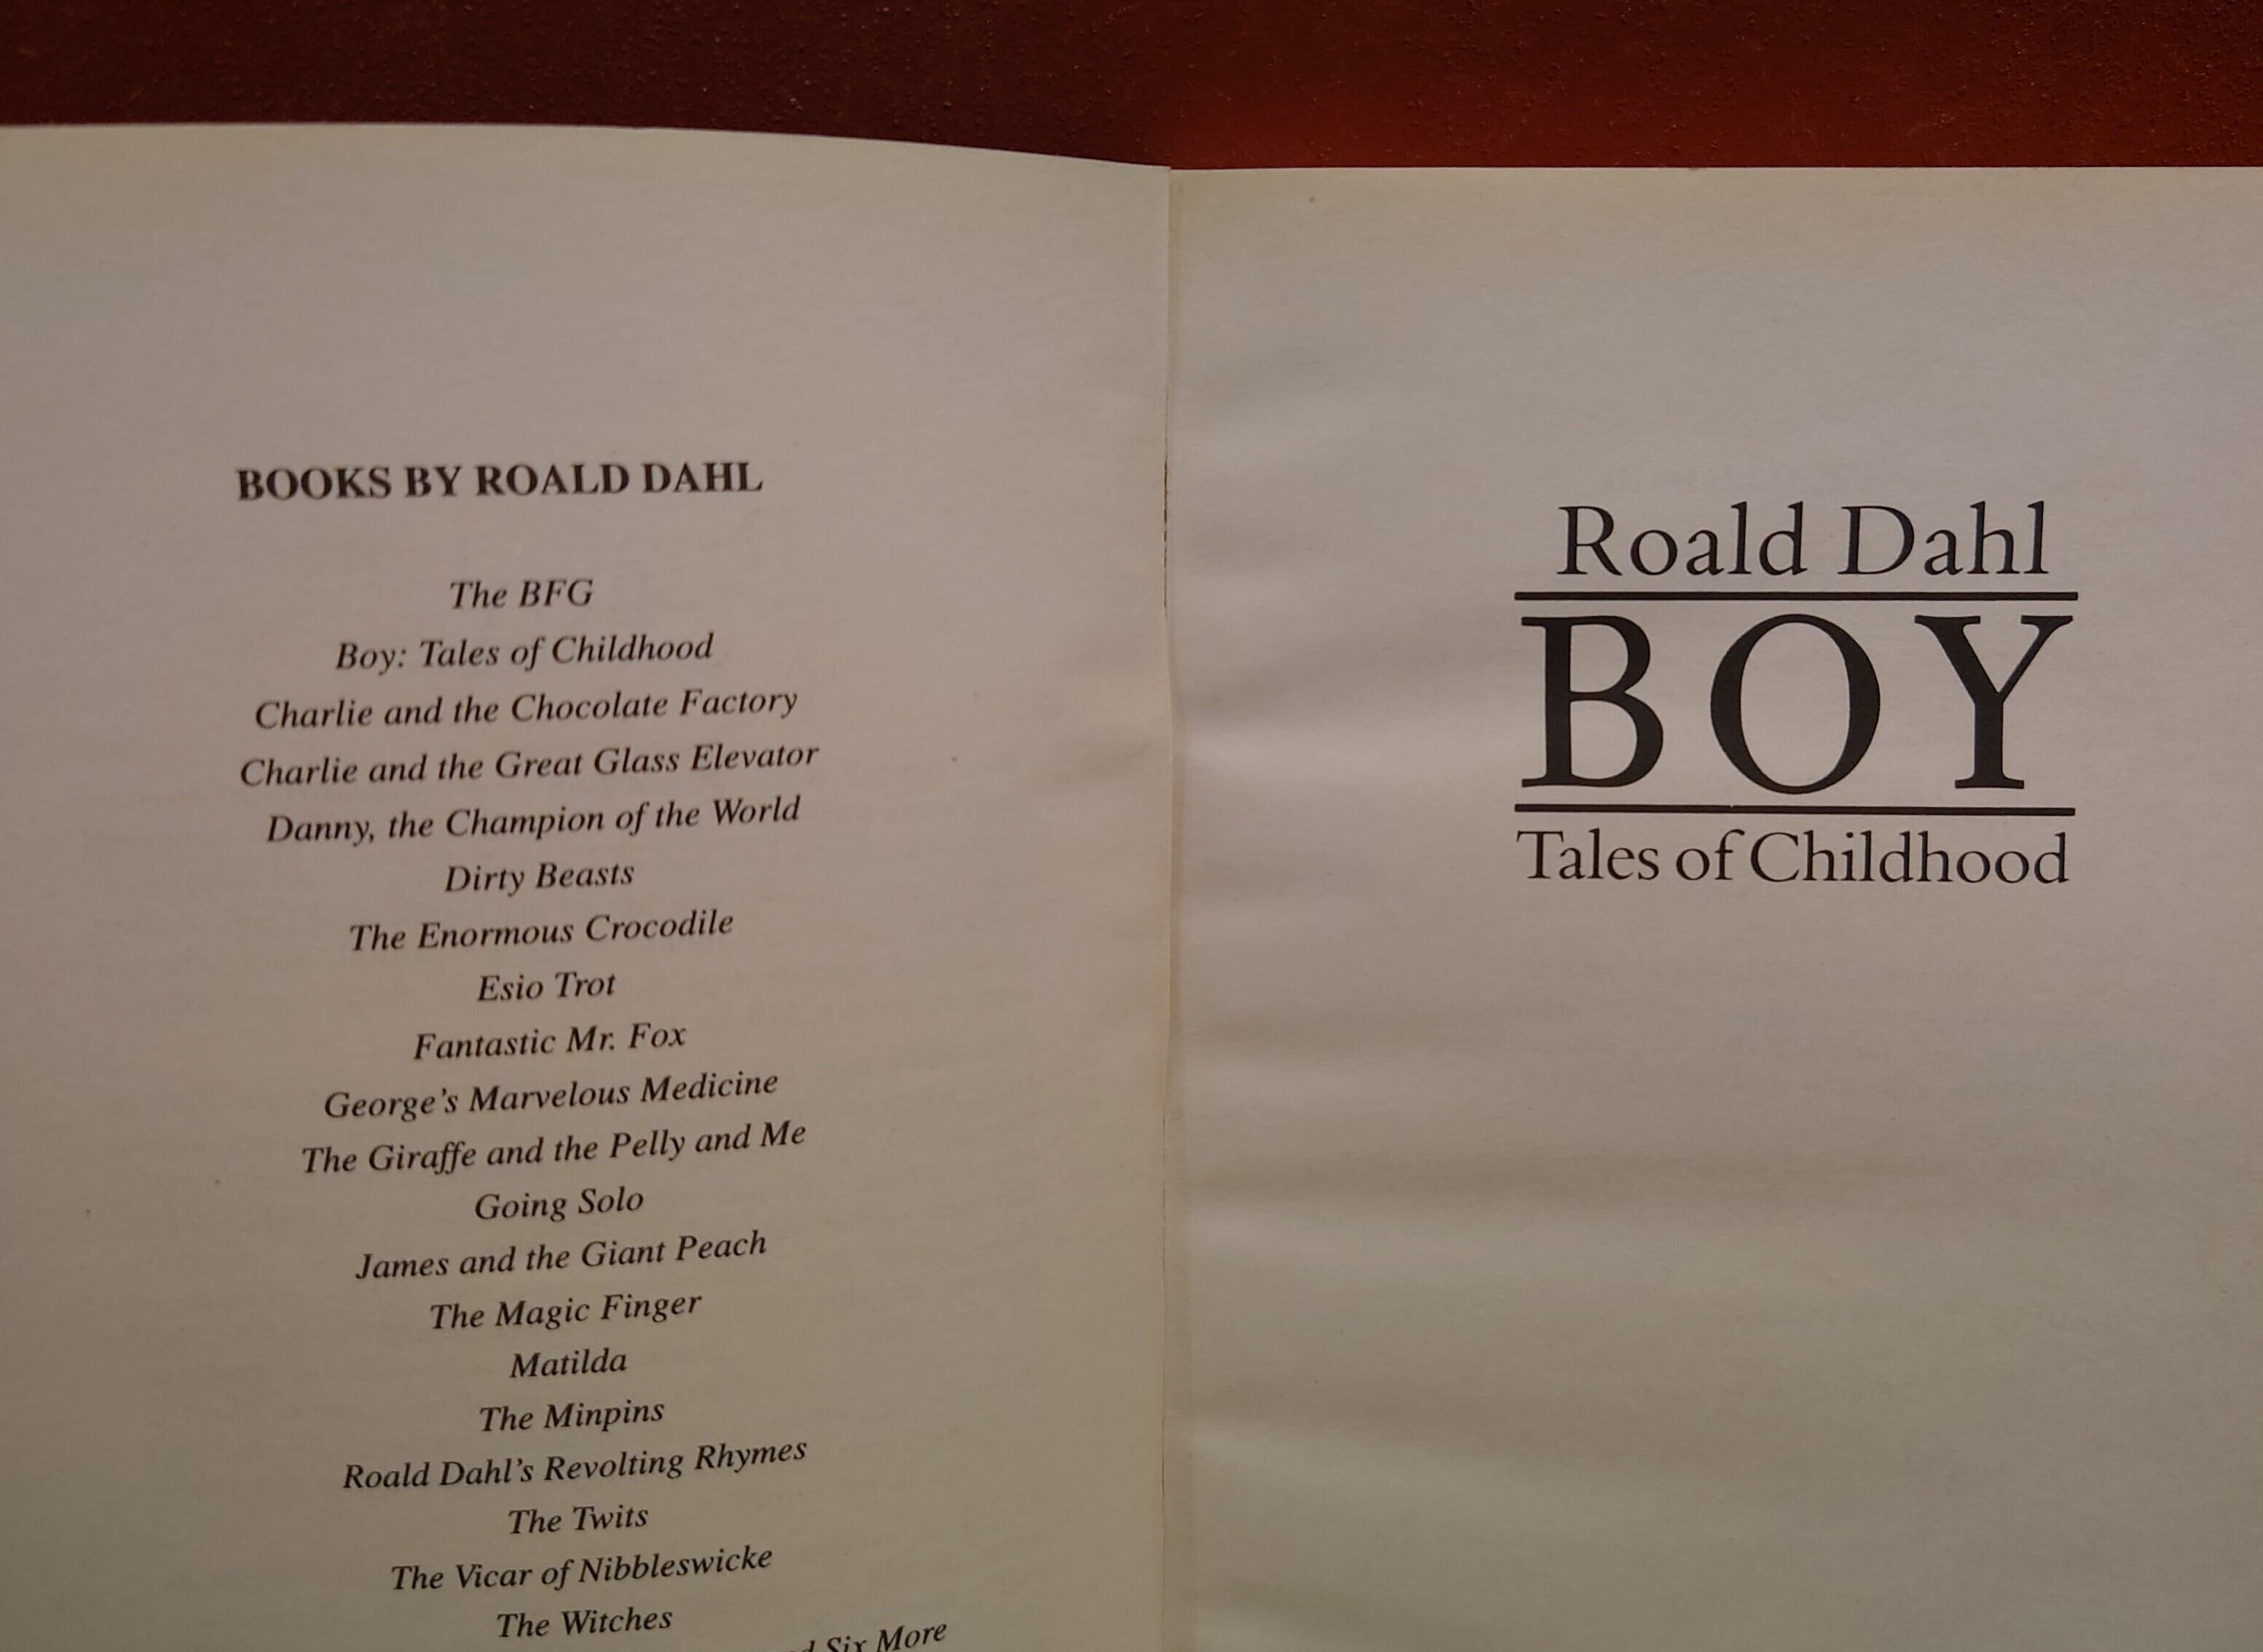 BOOKS BY ROALD DAHL
The BFG
Boy: Tales of Childhood
Charlie and the Chocolate Factory
Charlie and the Great Glass Elevator
Danny, the Champion of the World
Dirty Beasts
The Enormous Crocodile
Esio Trot
Fantastic Mr. Fox
George's Marvelous Medicine
The Giraffe and the Pelly and Me
Going Solo
James and the Giant Peach
The Magic Finger
Matilda
The Minpins
Roald Dahl's Revolting Rhymes
The Twits
The Vicar of Nibbleswicke
The Witches
Six More
Roald Dahl
BOY
Tales of Childhood